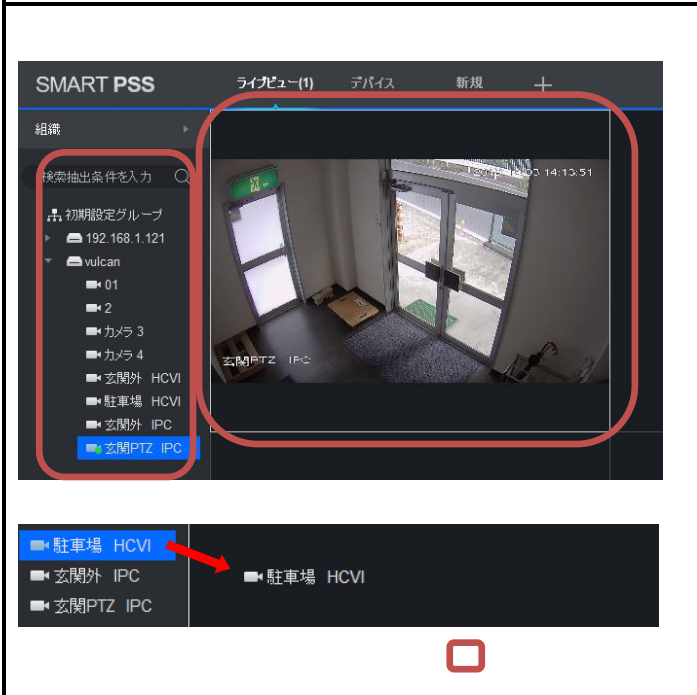 SMART PSS
ライブビュー(1) デバイス 新規
組織
検索抽出条件を入力
初期設定グループ
192.168.1.121
vulcan
01
2
カメラ 3
カメラ 4
玄関外 HCVI
駐車場 HCVI
玄関外 IPC
玄関PTZ IPC
14:13:51
玄関PTZ IPC
駐車場 HCVI
玄関外 IPC
玄関PTZ IPC
駐車場 HCVI